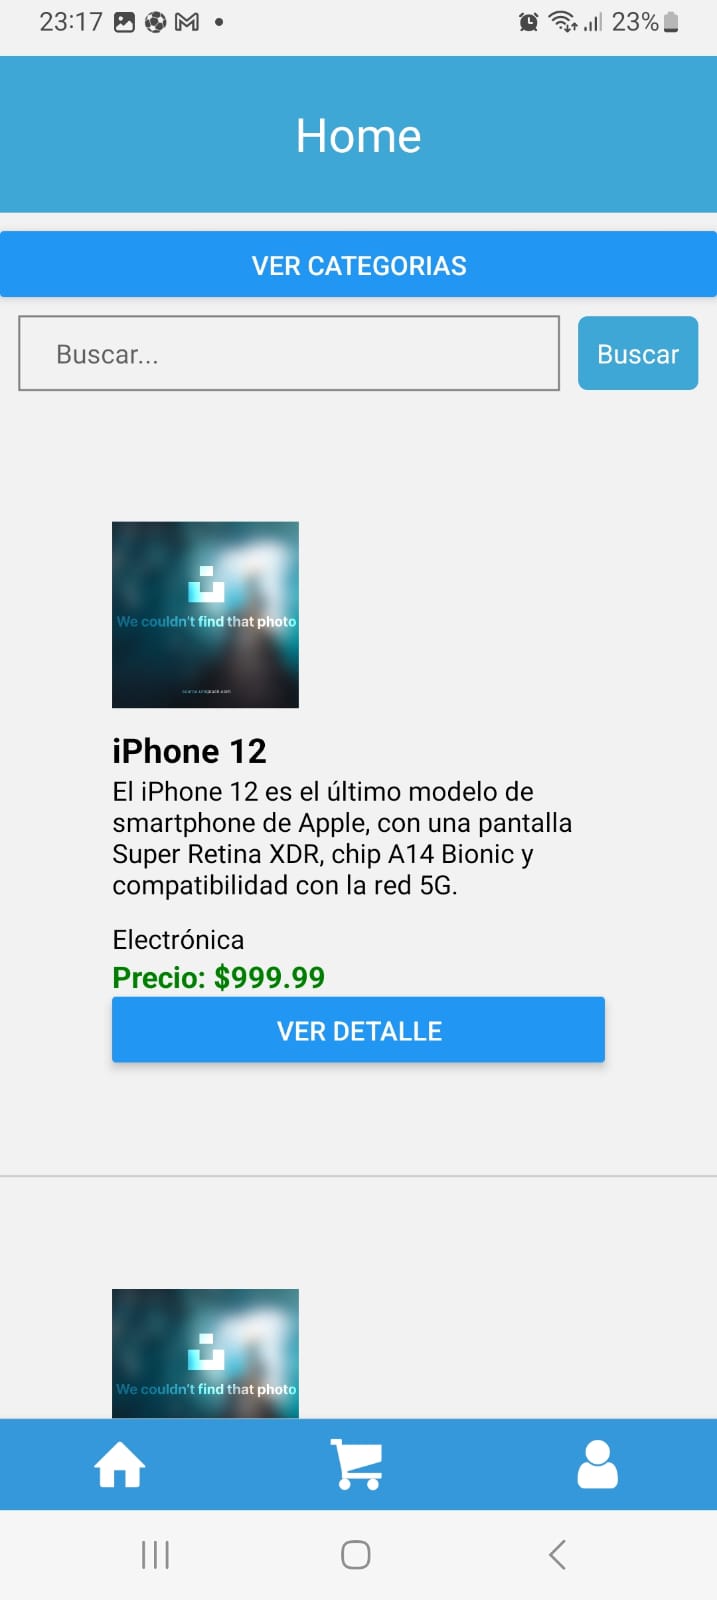 23:17 23%
Home
VER CATEGORIAS
Buscar... Buscar
We couldn't find that photo
iPhone 12
El iPhone 12 es el último modelo de
smartphone de Apple, con una pantalla
Super Retina XDR, chip A14 Bionic y
compatibilidad con la red 5G.
Electrónica
Precio: $999.99
VER DETALLE
We couldn't find that photo